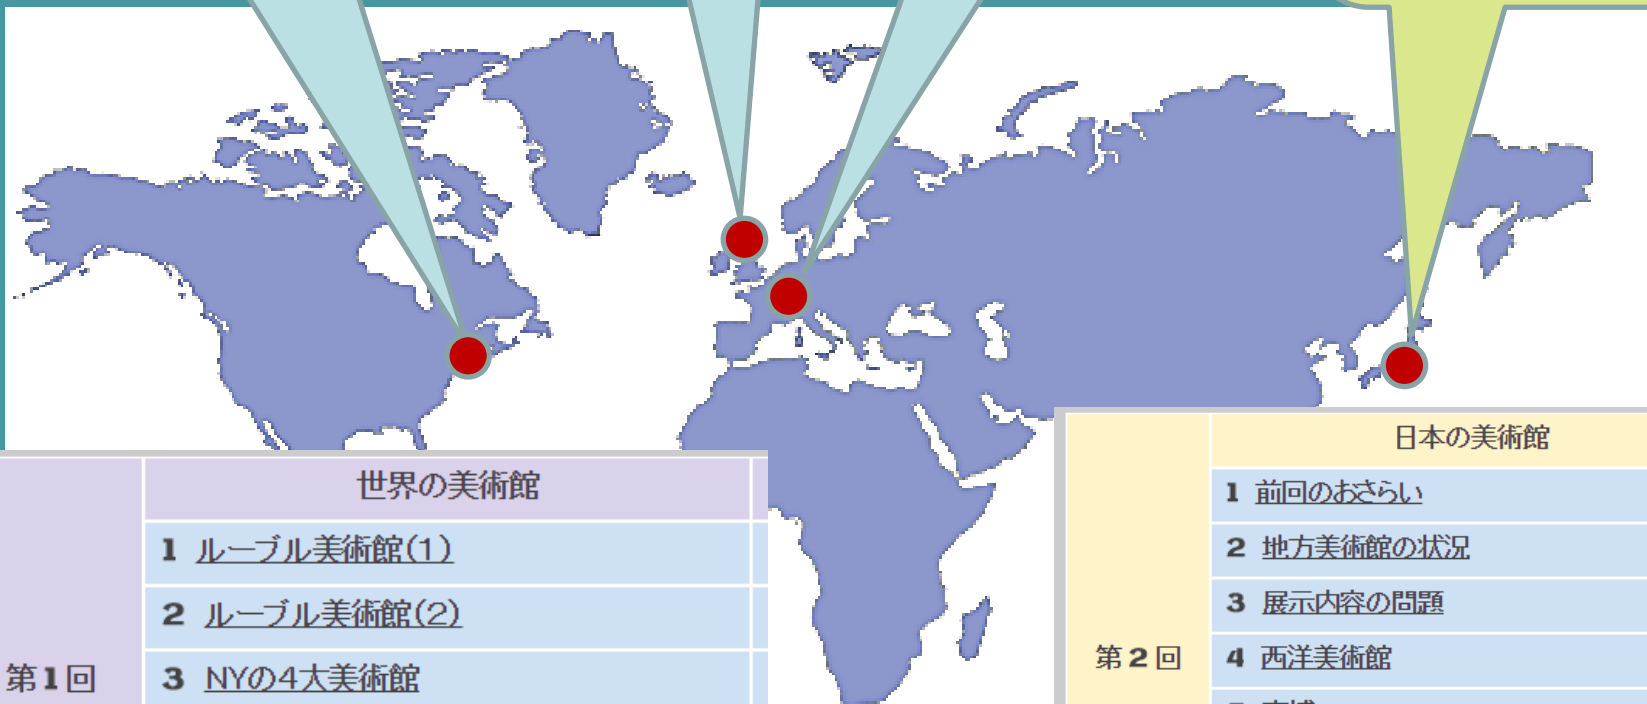 世界の美術館
第1回
1 ルーブル美術館(1)
2 ルーブル美術館(2)
3 NYの4大美術館
日本の美術館
第2回
1 前回のおさらい
2 地方美術館の状況
3 展示内容の問題
4 西洋美術館